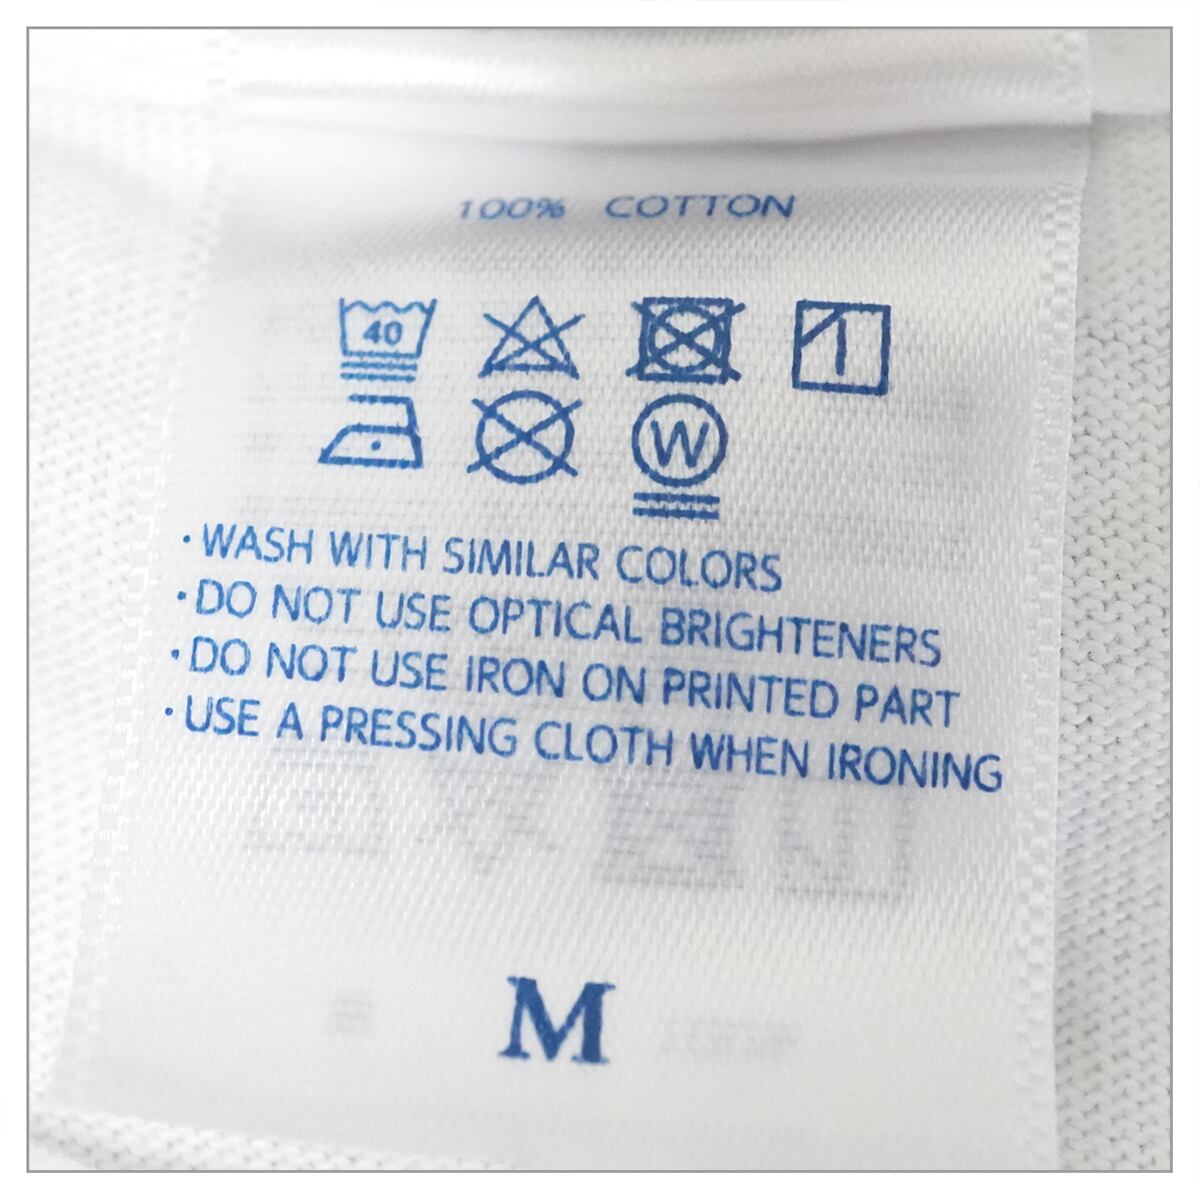 100% COTTON
40
W
· WASH WITH SIMILAR COLORS
· DO NOT USE OPTICAL BRIGHTENERS
· DO NOT USE IRON ON PRINTED PART
· USE A PRESSING CLOTH WHEN IRONING
M